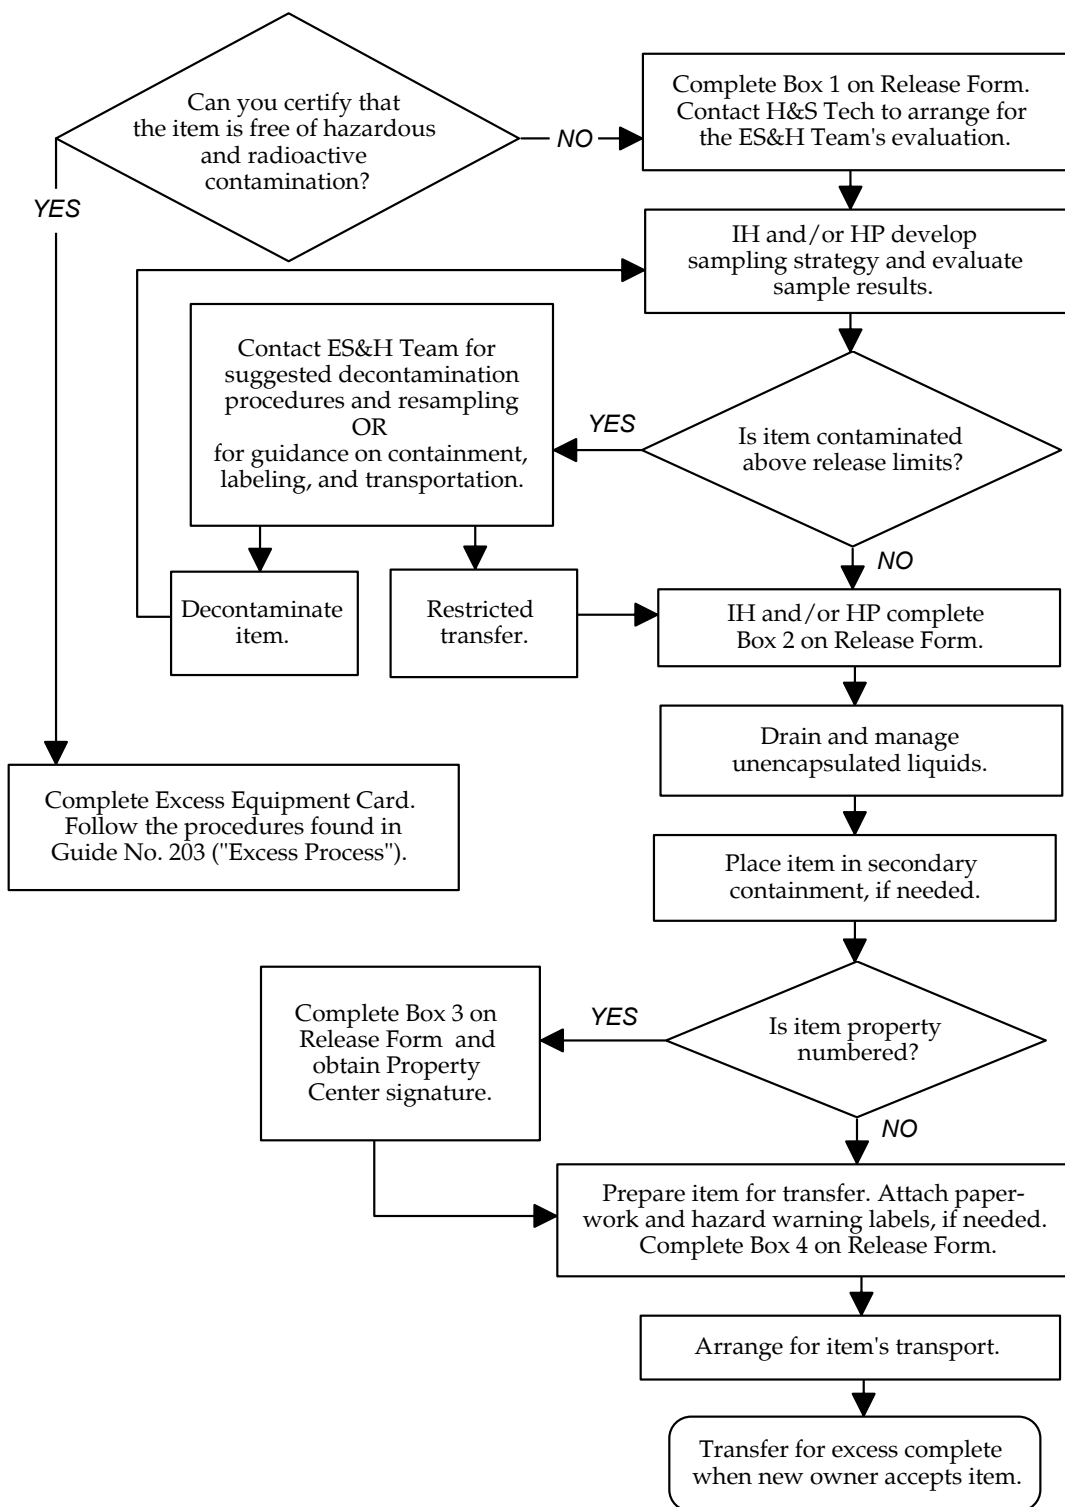 Can you certify that
the item is free of hazardous
and radioactive
contamination?
NO
YES
Complete Box 1 on Release Form.
Contact H&S Tech to arrange for
the ES&H Team's evaluation.
IH and/or HP develop
sampling strategy and evaluate
sample results.
Contact ES&H Team for
suggested decontamination
procedures and resampling
OR
for guidance on containment,
labeling, and transportation.
YES
Is item contaminated
above release limits?
NO
Decontaminate
item.
Restricted
transfer.
IH and/or HP complete
Box 2 on Release Form.
Drain and manage
unencapsulated liquids.
Complete Excess Equipment Card.
Follow the procedures found in
Guide No. 203 ("Excess Process").
Place item in secondary
containment, if needed.
Complete Box 3 on
Release Form and
obtain Property
Center signature.
YES
Is item property
numbered?
NO
Prepare item for transfer. Attach paper-
work and hazard warning labels, if needed.
Complete Box 4 on Release Form.
Arrange for item's transport.
Transfer for excess complete
when new owner accepts item.